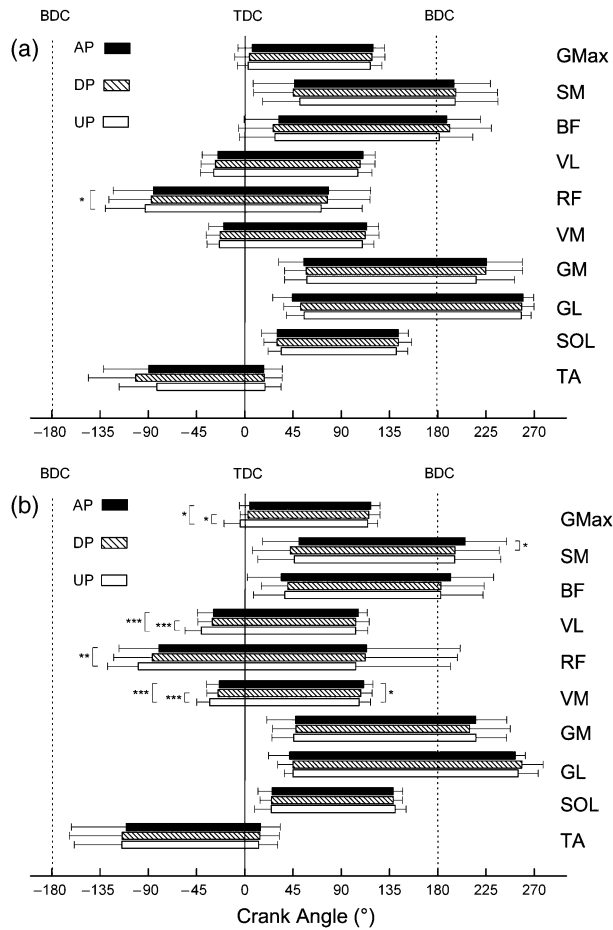 BDC TDC BDC
(a) AP GMax
DP SM
UP BF
VL
* RF
VM
GM
GL
SOL
TA
−180 −135 −90 −45 0 45 90 135 180 225 270
BDC TDC BDC
(b) AP * * GMax
DP * SM
UP BF
*** *** VL
** RF
*** *** * VM
GM
GL
SOL
TA
−180 −135 −90 −45 0 45 90 135 180 225 270
Crank Angle (°)